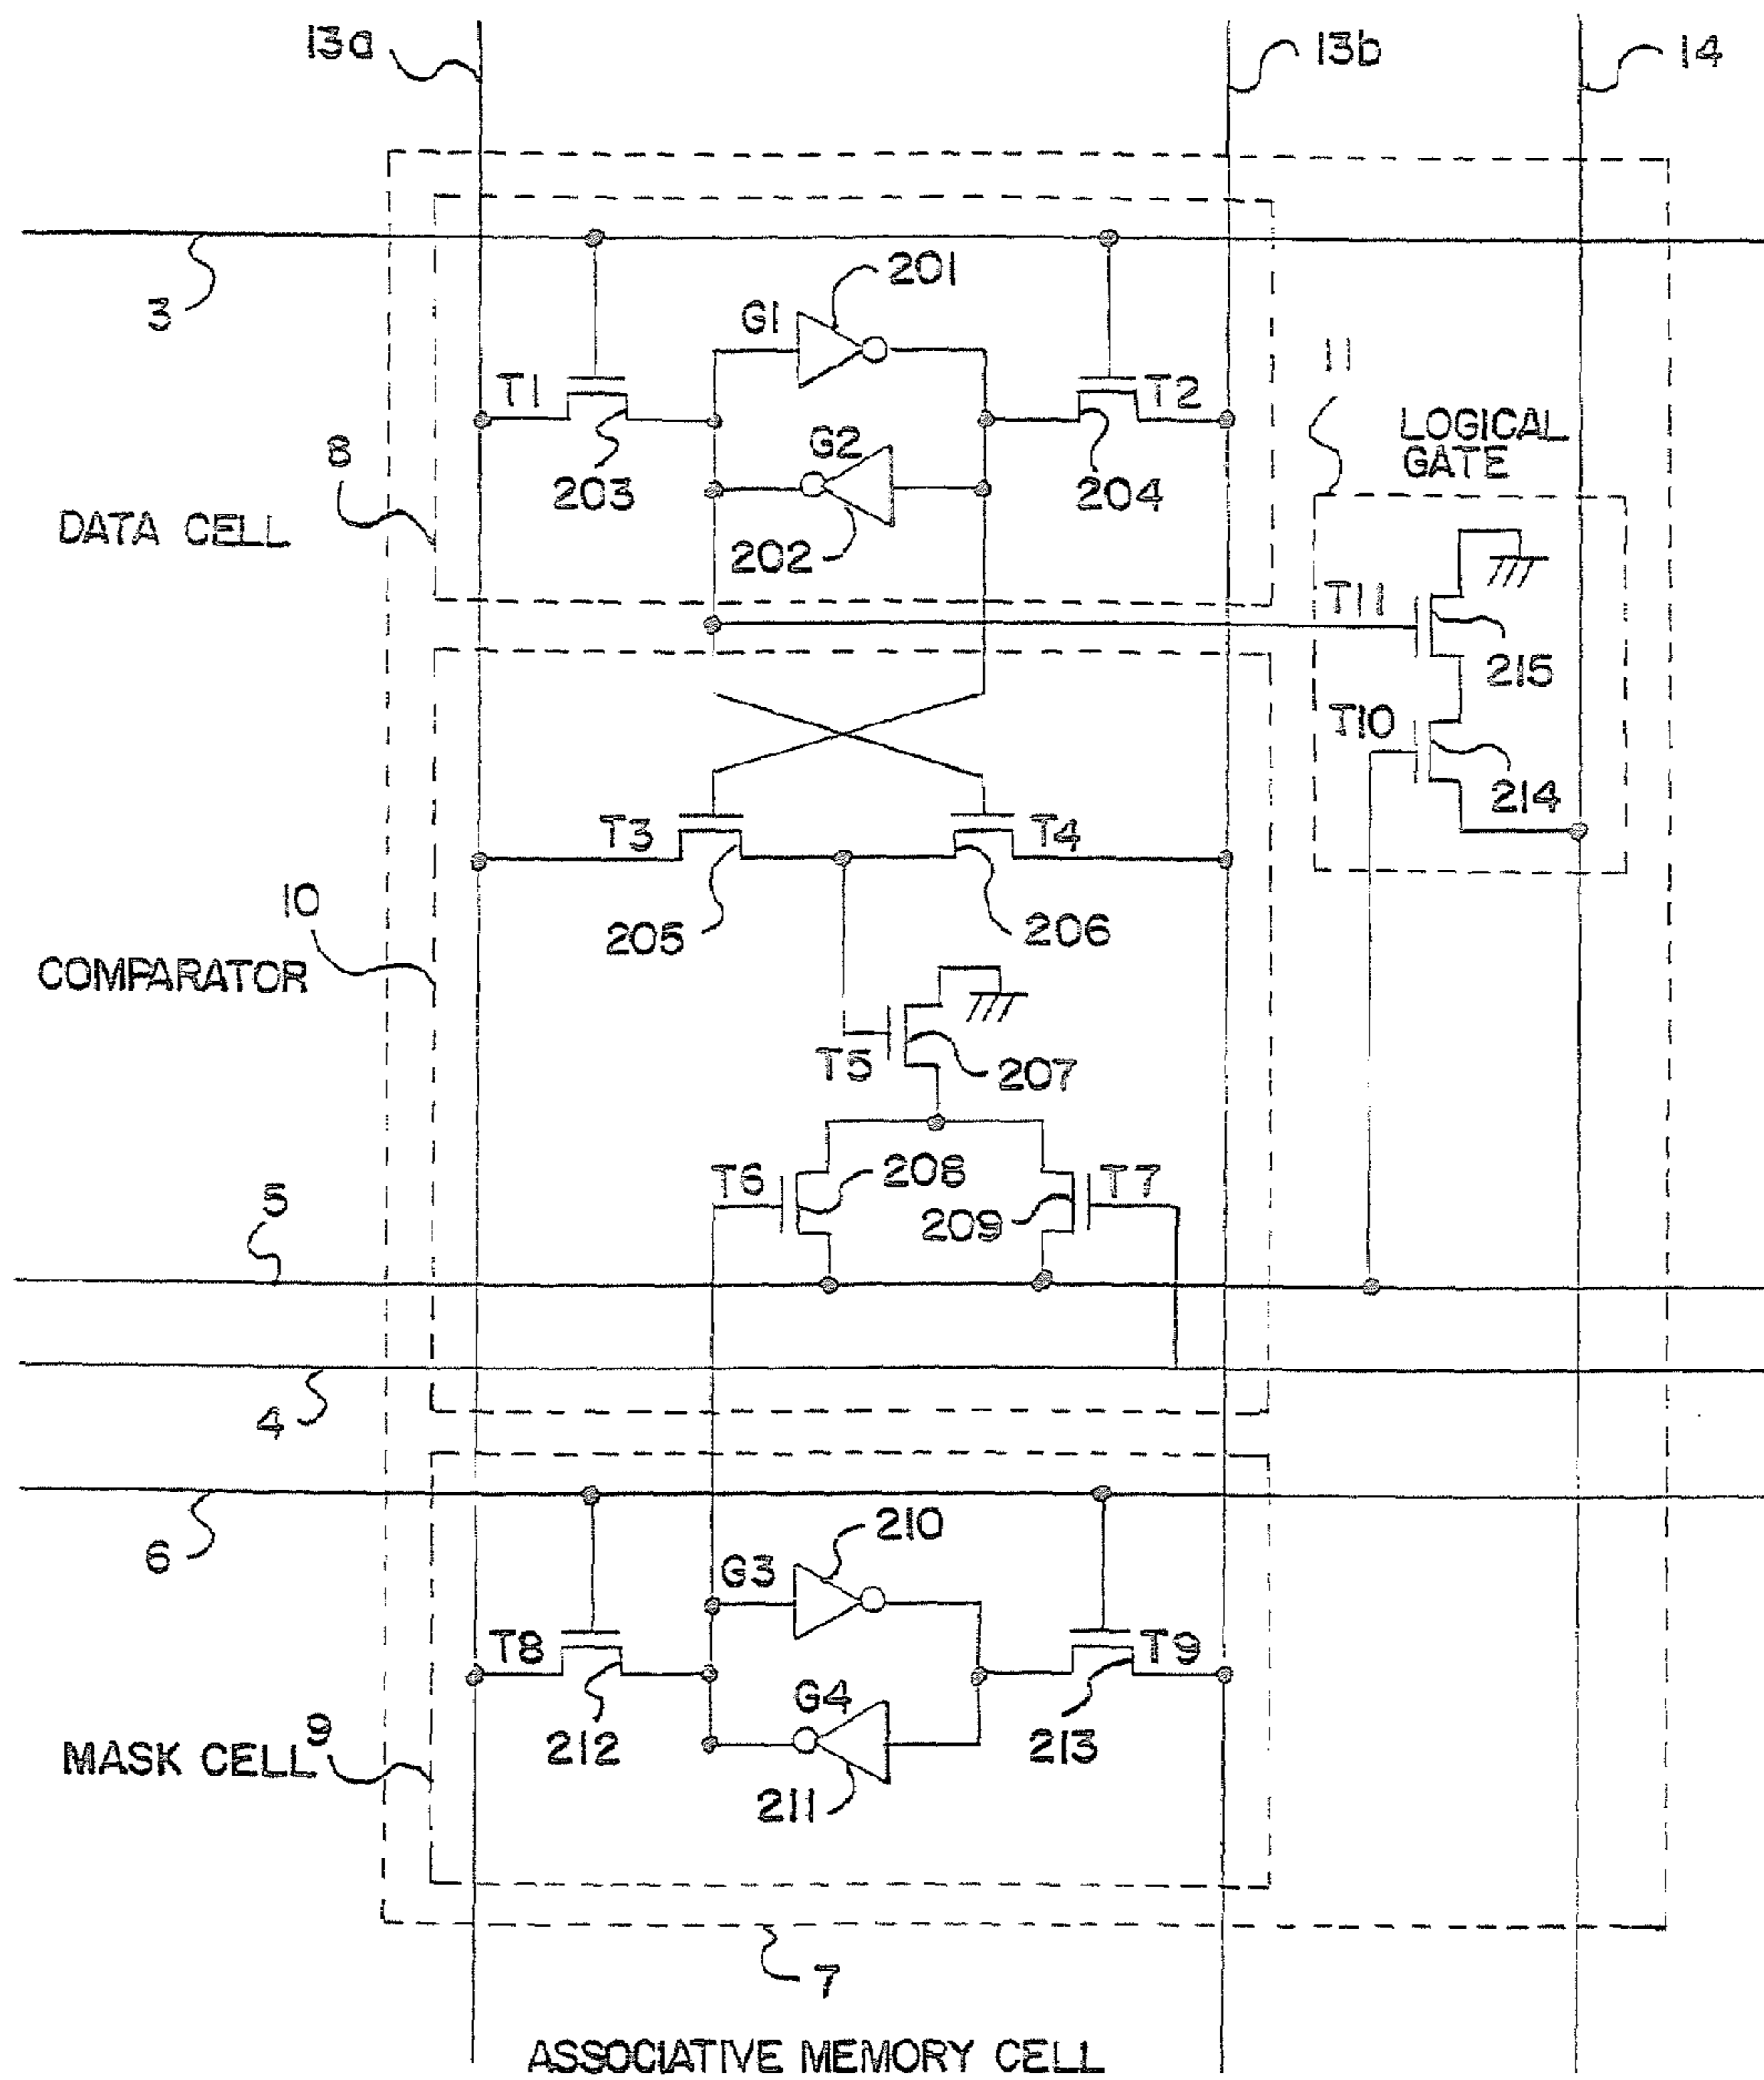 13a
13b
14
3
201
G1
T1
T2
11
LOGICAL
GATE
8
G2
203
204
DATA CELL
202
T11
215
T10
214
T3
T4
10
205
206
COMPARATOR
T5
207
T6
208
T7
5
209
4
6
210
G3
T8
T9
G4
9
212
213
MASK CELL
211
7
ASSOCIATIVE MEMORY CELL